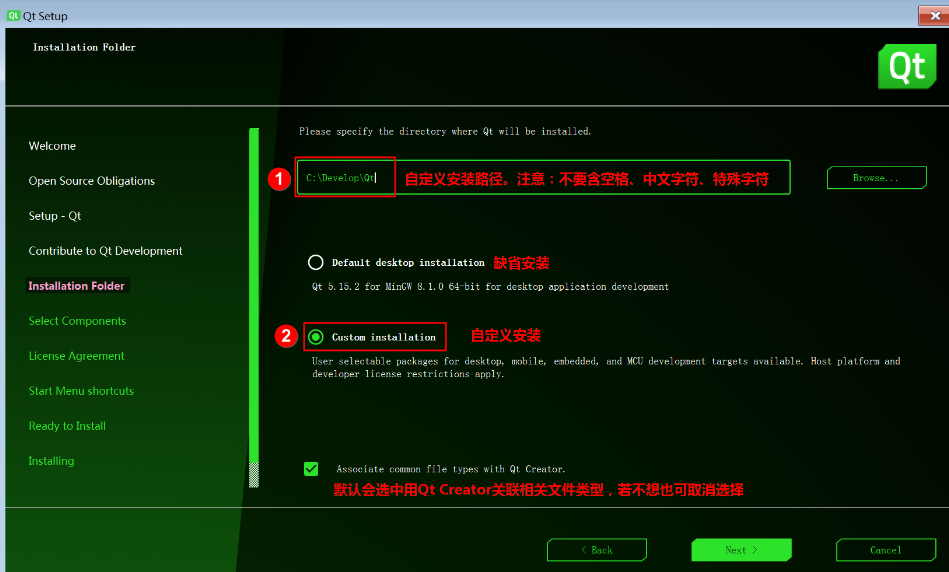 Qt Setup
Installation Folder
Qt
Welcome
Open Source Obligations
Setup - Qt
Contribute to Qt Development
Installation Folder
Select Components
License Agreement
Start Menu shortcuts
Ready to Install
Installing
Please specify the directory where Qt will be installed.
1 C:\Develop\Qt 自定义安装路径。注意：不要含空格、中文字符、特殊字符 Browse...
Default desktop installation 缺省安装
Qt 5.15.2 for MinGW 8.1.0 64-bit for desktop application development
2 Custom installation 自定义安装
User selectable packages for desktop, mobile, embedded, and MCU development targets available. Host platform and
developer license restrictions apply.
Associate common file types with Qt Creator.
默认会选中用Qt Creator关联相关文件类型，若不想也可取消选择
< Back Next > Cancel